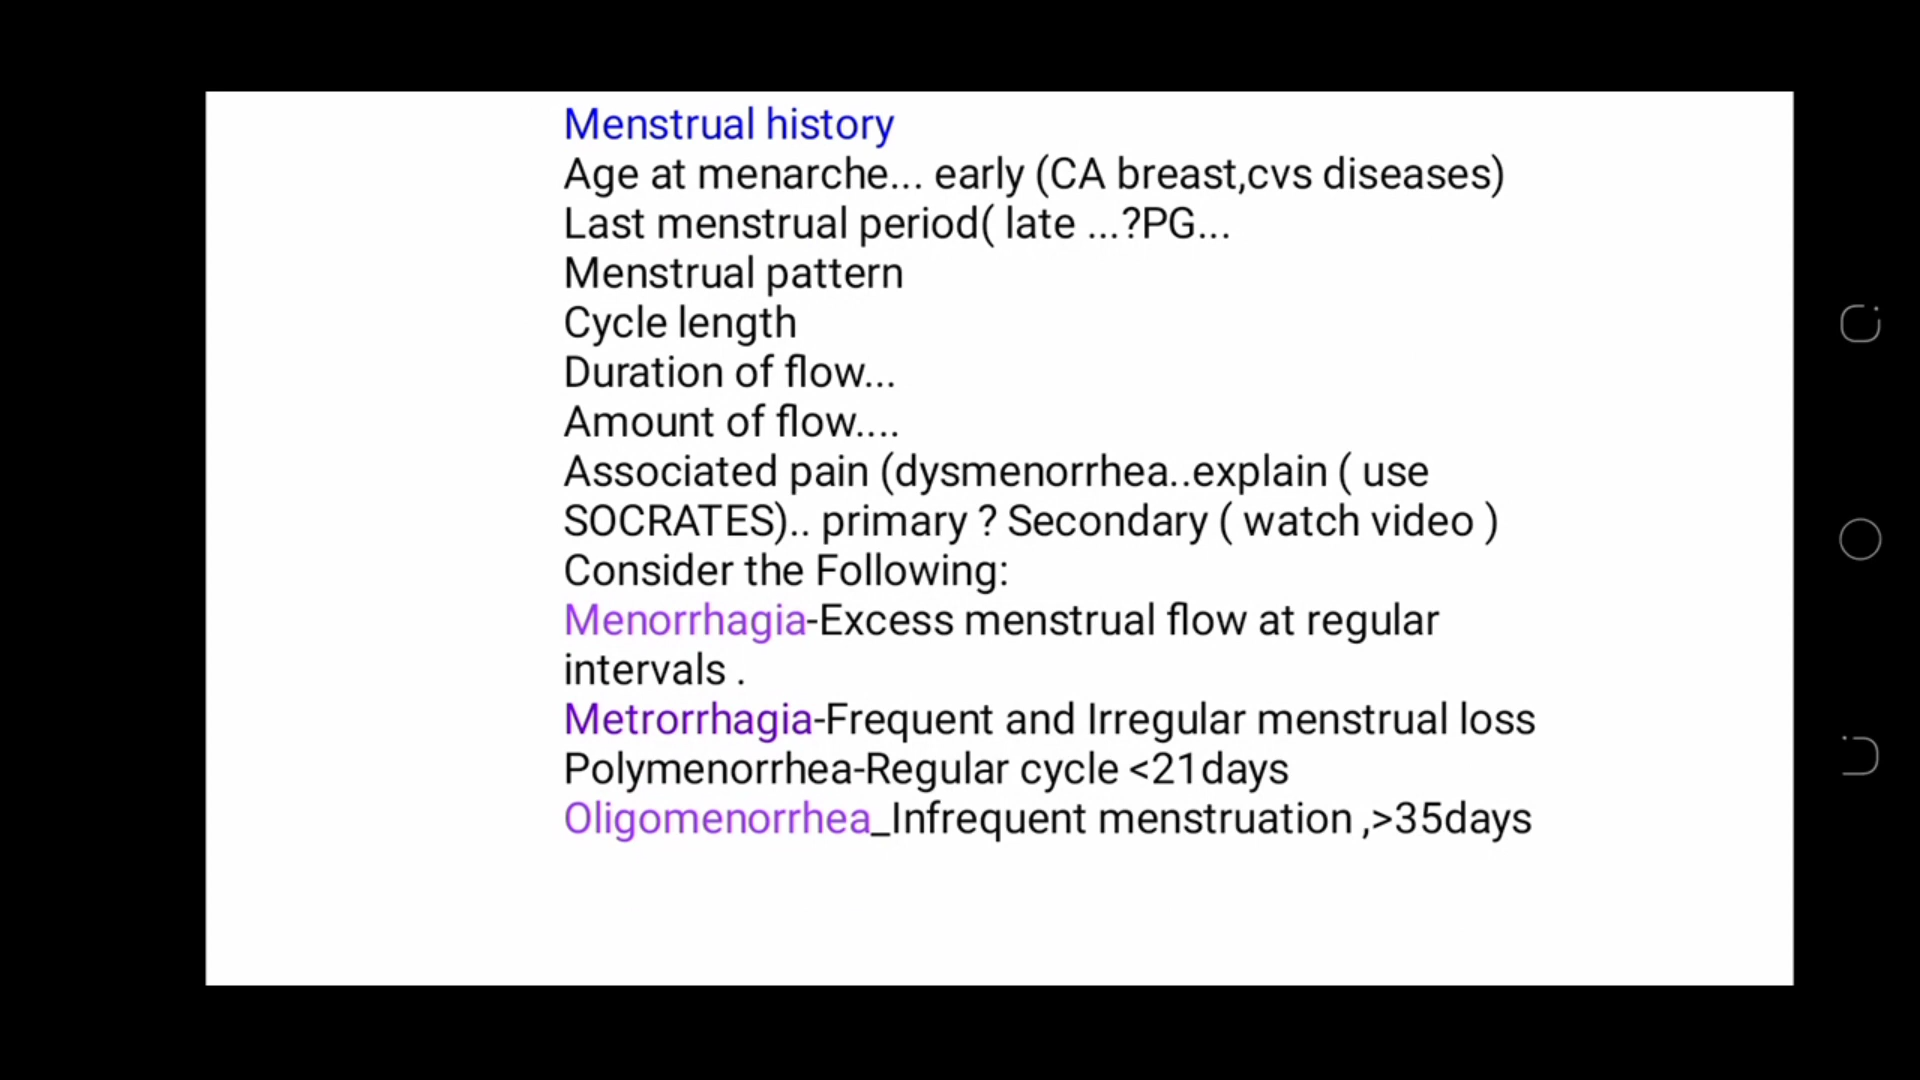 Menstrual history
Age at menarche... early (CA breast,cvs diseases)
Last menstrual period( late ...?PG...
Menstrual pattern
Cycle length
Duration of flow...
Amount of flow....
Associated pain (dysmenorrhea..explain ( use
SOCRATES).. primary ? Secondary ( watch video )
Consider the Following:
Menorrhagia-Excess menstrual flow at regular
intervals .
Metrorrhagia-Frequent and Irregular menstrual loss
Polymenorrhea-Regular cycle <21days
Oligomenorrhea_Infrequent menstruation ,>35days